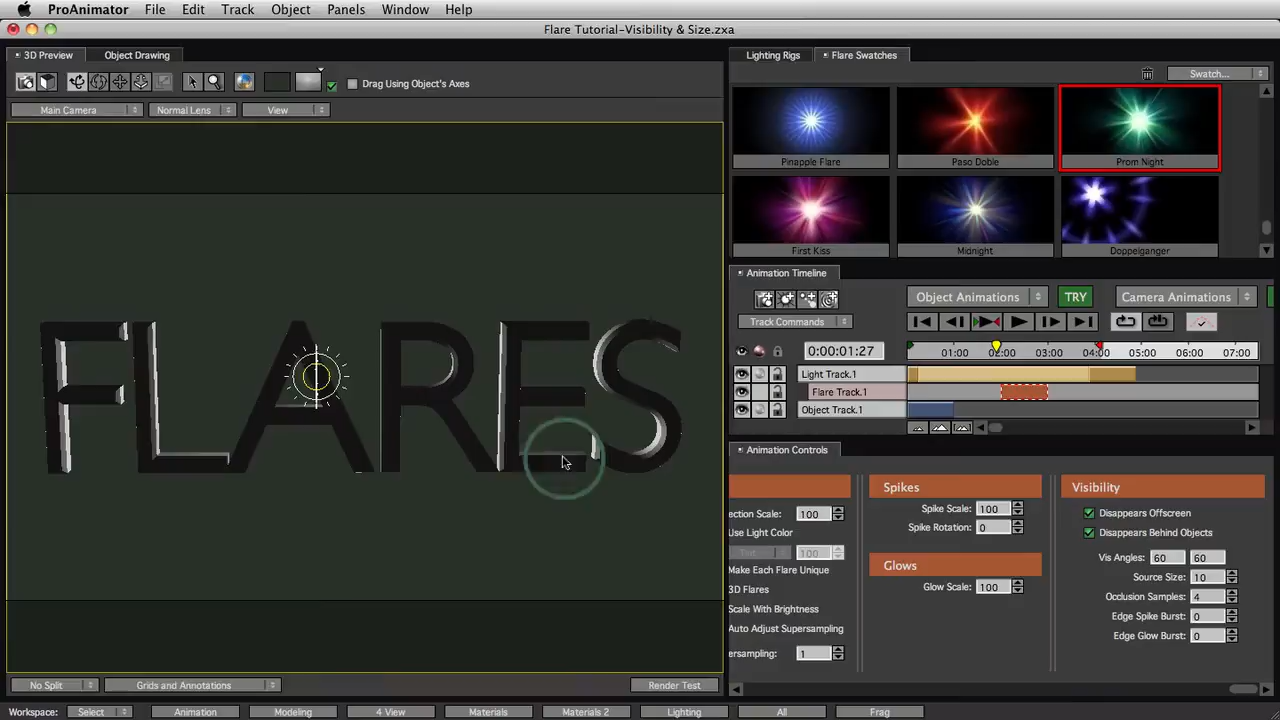 ProAnimator File Edit Track Object Panels Window Help
Flare Tutorial-Visibility & Size.zxa
3D Preview Object Drawing
Drag Using Object's Axes
Main Camera Normal Lens View
FLARES
No Split Grids and Annotations Render Test
Lighting Rigs Flare Swatches
Swatch...
Pinapple Flare Paso Doble Prom Night
First Kiss Midnight Doppelganger
Animation Timeline
Object Animations TRY Camera Animations
Track Commands
0:00:01:27 01:00 02:00 03:00 04:00 05:00 06:00 07:00
Light Track.1
Flare Track.1
Object Track.1
Animation Controls
ection Scale: 100
Use Light Color
100
Make Each Flare Unique
3D Flares
Scale With Brightness
Auto Adjust Supersampling
ersampling: 1
Spikes
Spike Scale: 100
Spike Rotation: 0
Glows
Glow Scale: 100
Visibility
Disappears Offscreen
Disappears Behind Objects
Vis Angles: 60 60
Source Size: 10
Occlusion Samples: 4
Edge Spike Burst: 0
Edge Glow Burst: 0
Workspace: Select Animation Modeling 4 View Materials Materials 2 Lighting All Frag